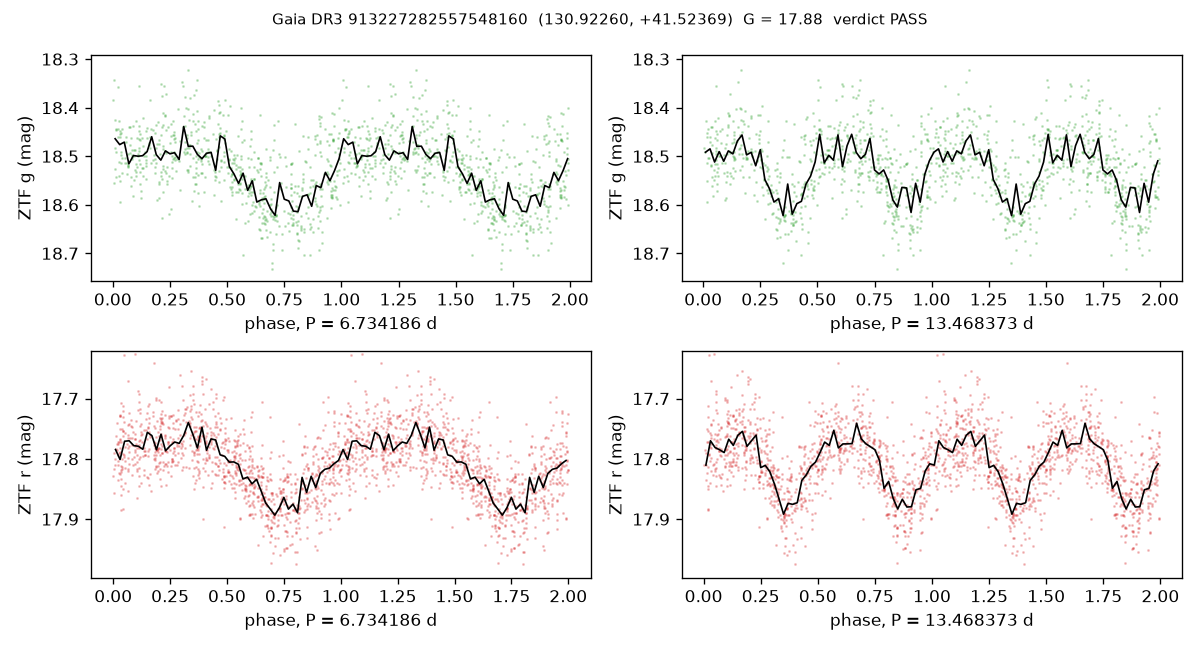 Gaia DR3 913227282557548160 (130.92260, +41.52369) G = 17.88 verdict PASS
ZTF g (mag)
18.3
18.4
18.5
18.6
18.7
0.00 0.25 0.50 0.75 1.00 1.25 1.50 1.75 2.00
phase, P = 6.734186 d
ZTF g (mag)
18.3
18.4
18.5
18.6
18.7
0.00 0.25 0.50 0.75 1.00 1.25 1.50 1.75 2.00
phase, P = 13.468373 d
ZTF r (mag)
17.7
17.8
17.9
0.00 0.25 0.50 0.75 1.00 1.25 1.50 1.75 2.00
phase, P = 6.734186 d
ZTF r (mag)
17.7
17.8
17.9
0.00 0.25 0.50 0.75 1.00 1.25 1.50 1.75 2.00
phase, P = 13.468373 d